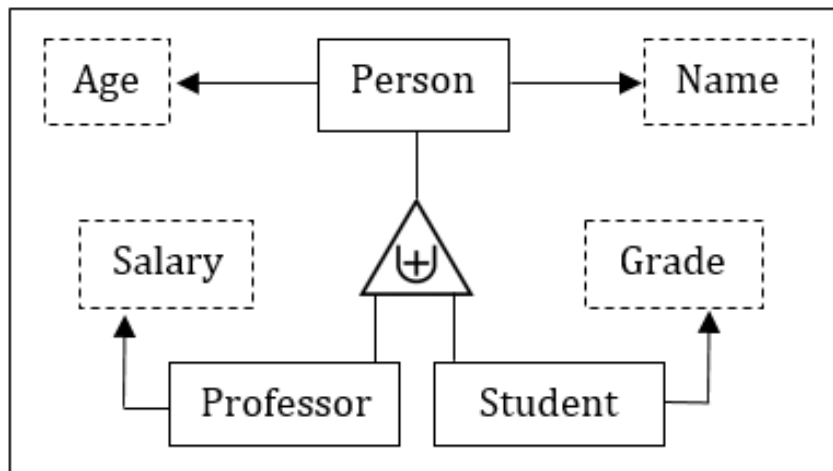 Age
Person
Name
Salary
⊎
Grade
Professor
Student